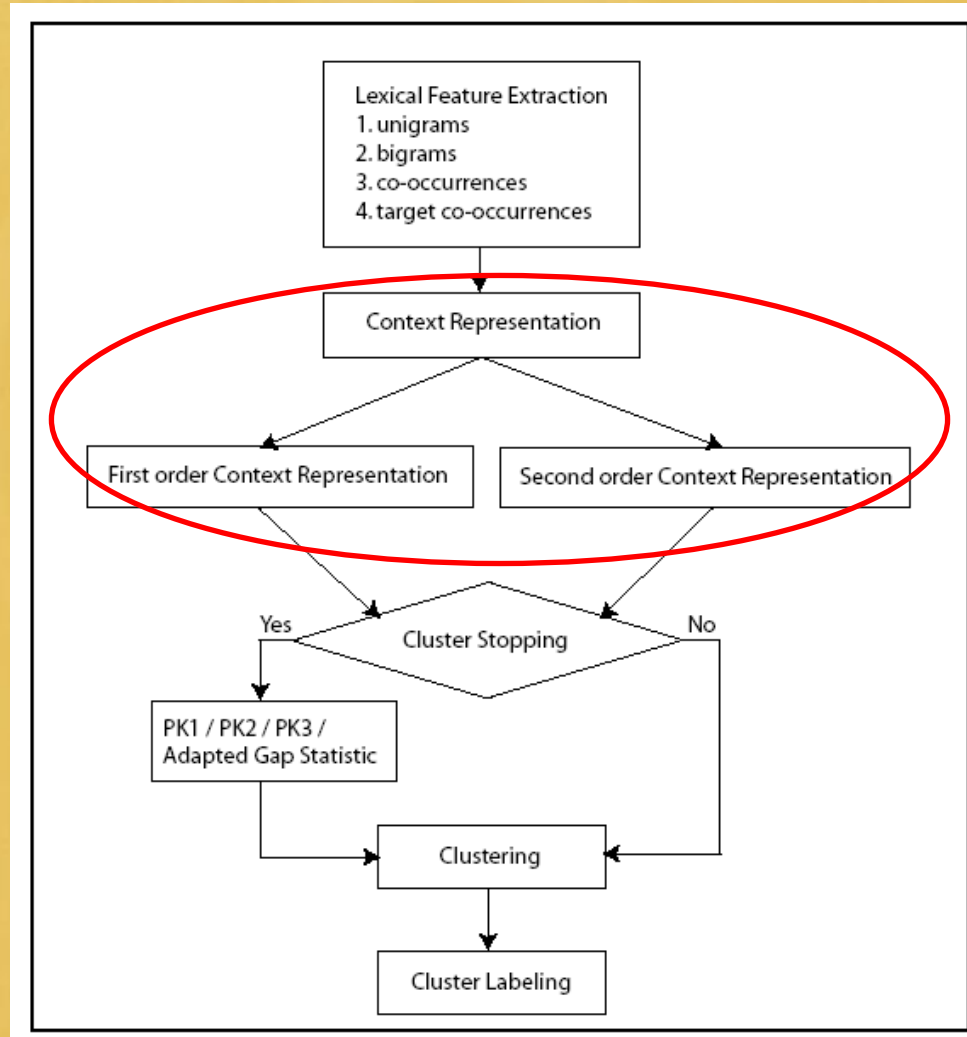 Lexical Feature Extraction
1. unigrams
2. bigrams
3. co-occurrences
4. target co-occurrences
Context Representation
First order Context Representation
Second order Context Representation
Yes
Cluster Stopping
No
PK1 / PK2 / PK3 /
Adapted Gap Statistic
Clustering
Cluster Labeling